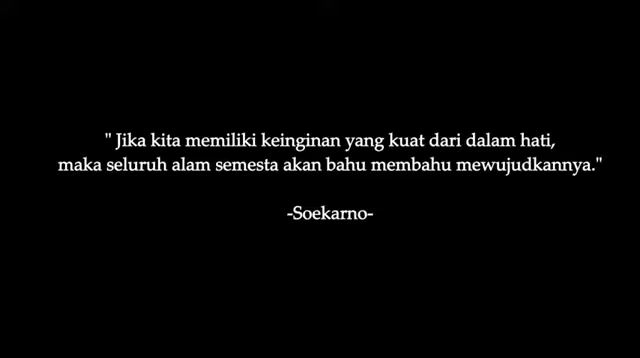 " Jika kita memiliki keinginan yang kuat dari dalam hati,
maka seluruh alam semesta akan bahu membahu mewujudkannya."
-Soekarno-